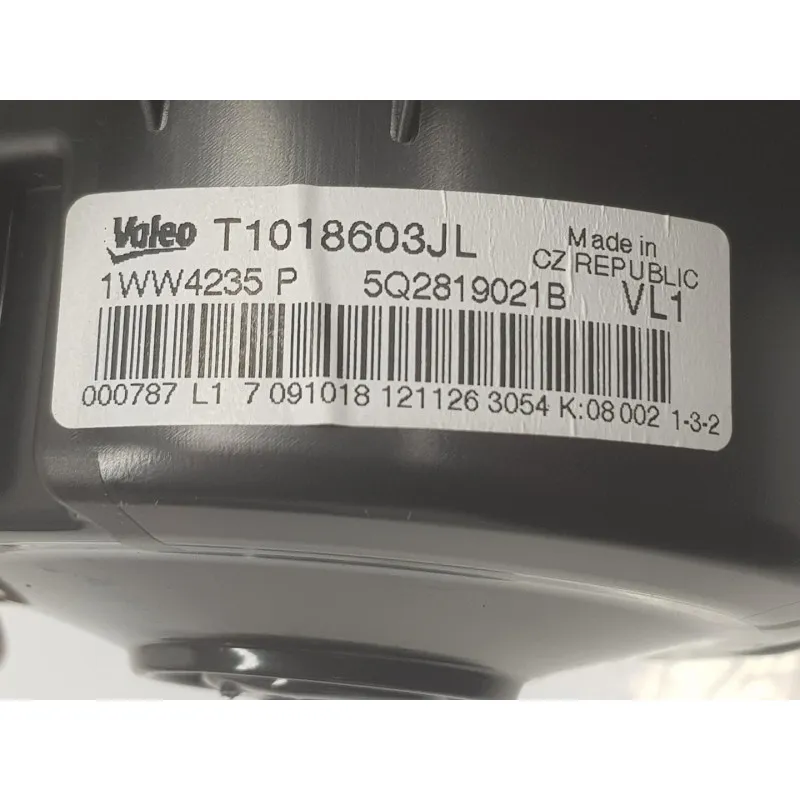 Valeo T1018603JL Made in
CZ REPUBLIC
1WW4235 P 5Q2819021B VL1
000787 L1 7 091018 121126 3054 K:08 002 1-3-2